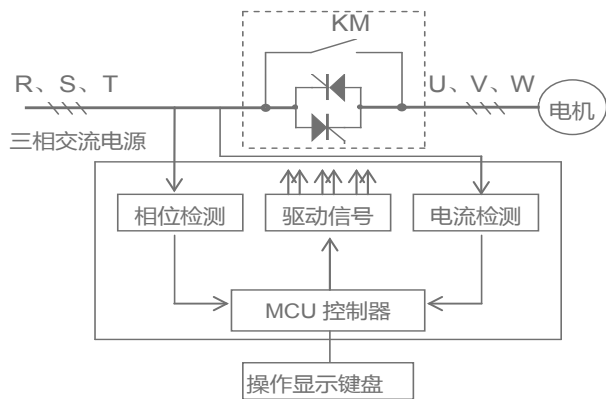 KM
R、S、T
U、V、W
电机
三相交流电源
相位检测
驱动信号
电流检测
MCU 控制器
操作显示键盘